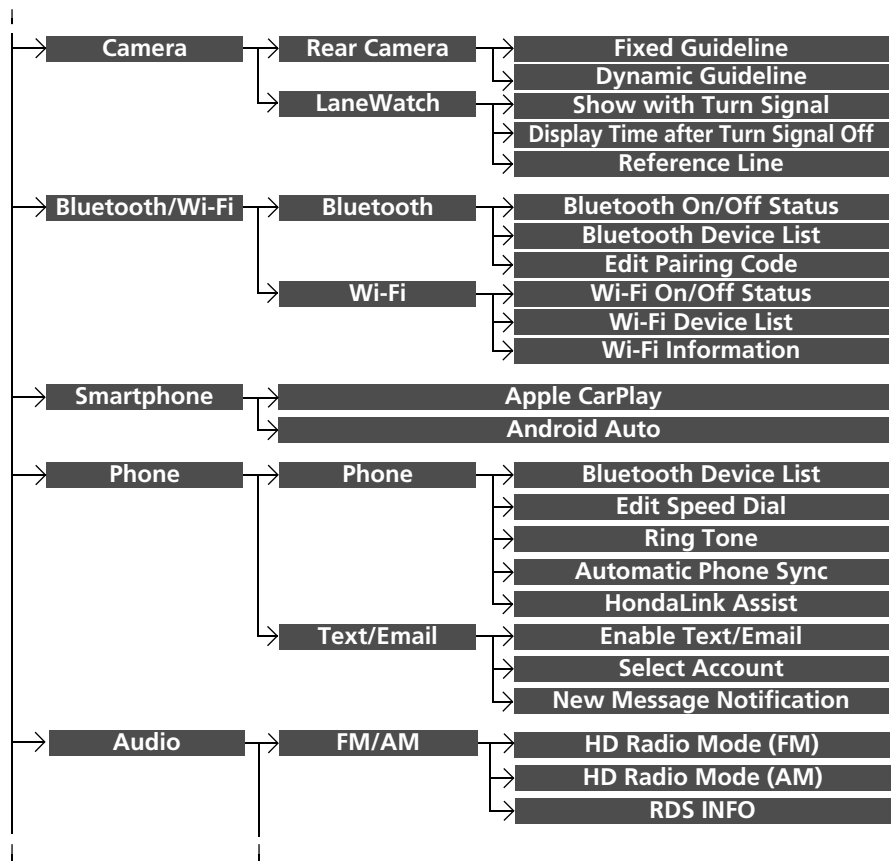 Camera
Rear Camera
Fixed Guideline
Dynamic Guideline
LaneWatch
Show with Turn Signal
Display Time after Turn Signal Off
Reference Line
Bluetooth/Wi-Fi
Bluetooth
Bluetooth On/Off Status
Bluetooth Device List
Edit Pairing Code
Wi-Fi
Wi-Fi On/Off Status
Wi-Fi Device List
Wi-Fi Information
Smartphone
Apple CarPlay
Android Auto
Phone
Phone
Bluetooth Device List
Edit Speed Dial
Ring Tone
Automatic Phone Sync
HondaLink Assist
Text/Email
Enable Text/Email
Select Account
New Message Notification
Audio
FM/AM
HD Radio Mode (FM)
HD Radio Mode (AM)
RDS INFO